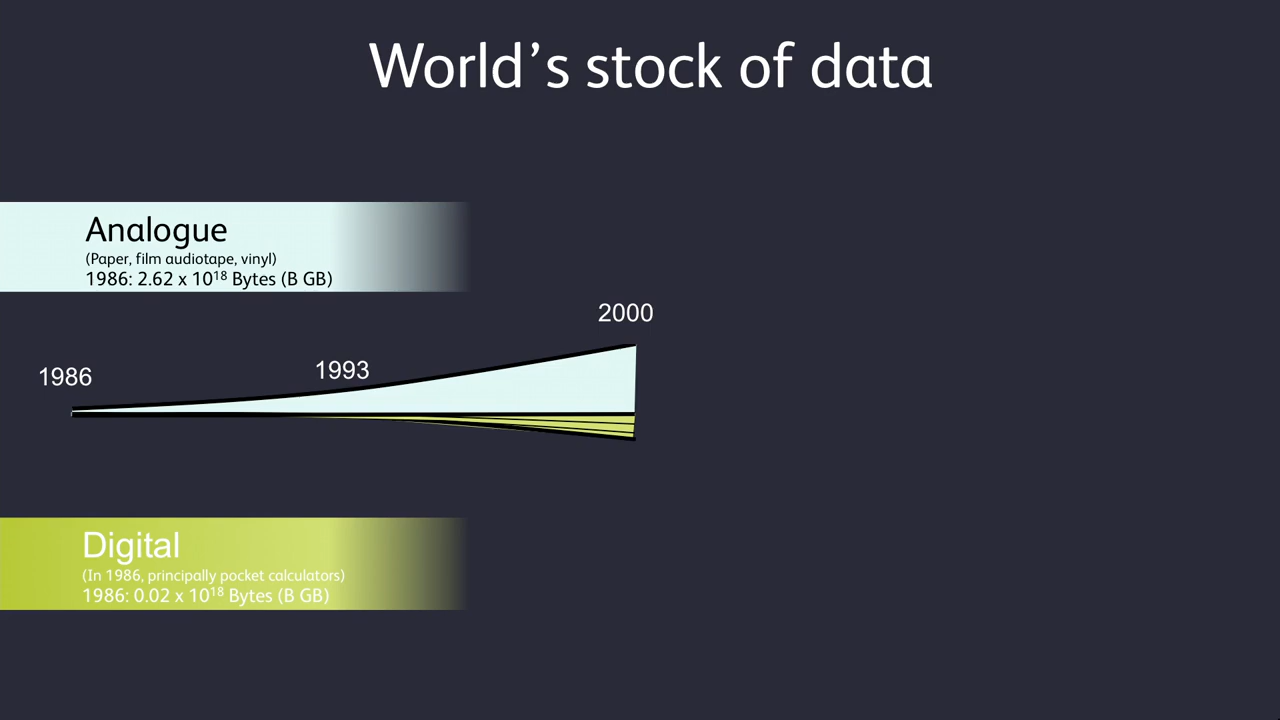 World’s stock of data
Analogue
(Paper, film audiotape, vinyl)
1986: 2.62 x 10¹⁸ Bytes (B GB)
2000
1993
1986
Digital
(In 1986, principally pocket calculators)
1986: 0.02 x 10¹⁸ Bytes (B GB)